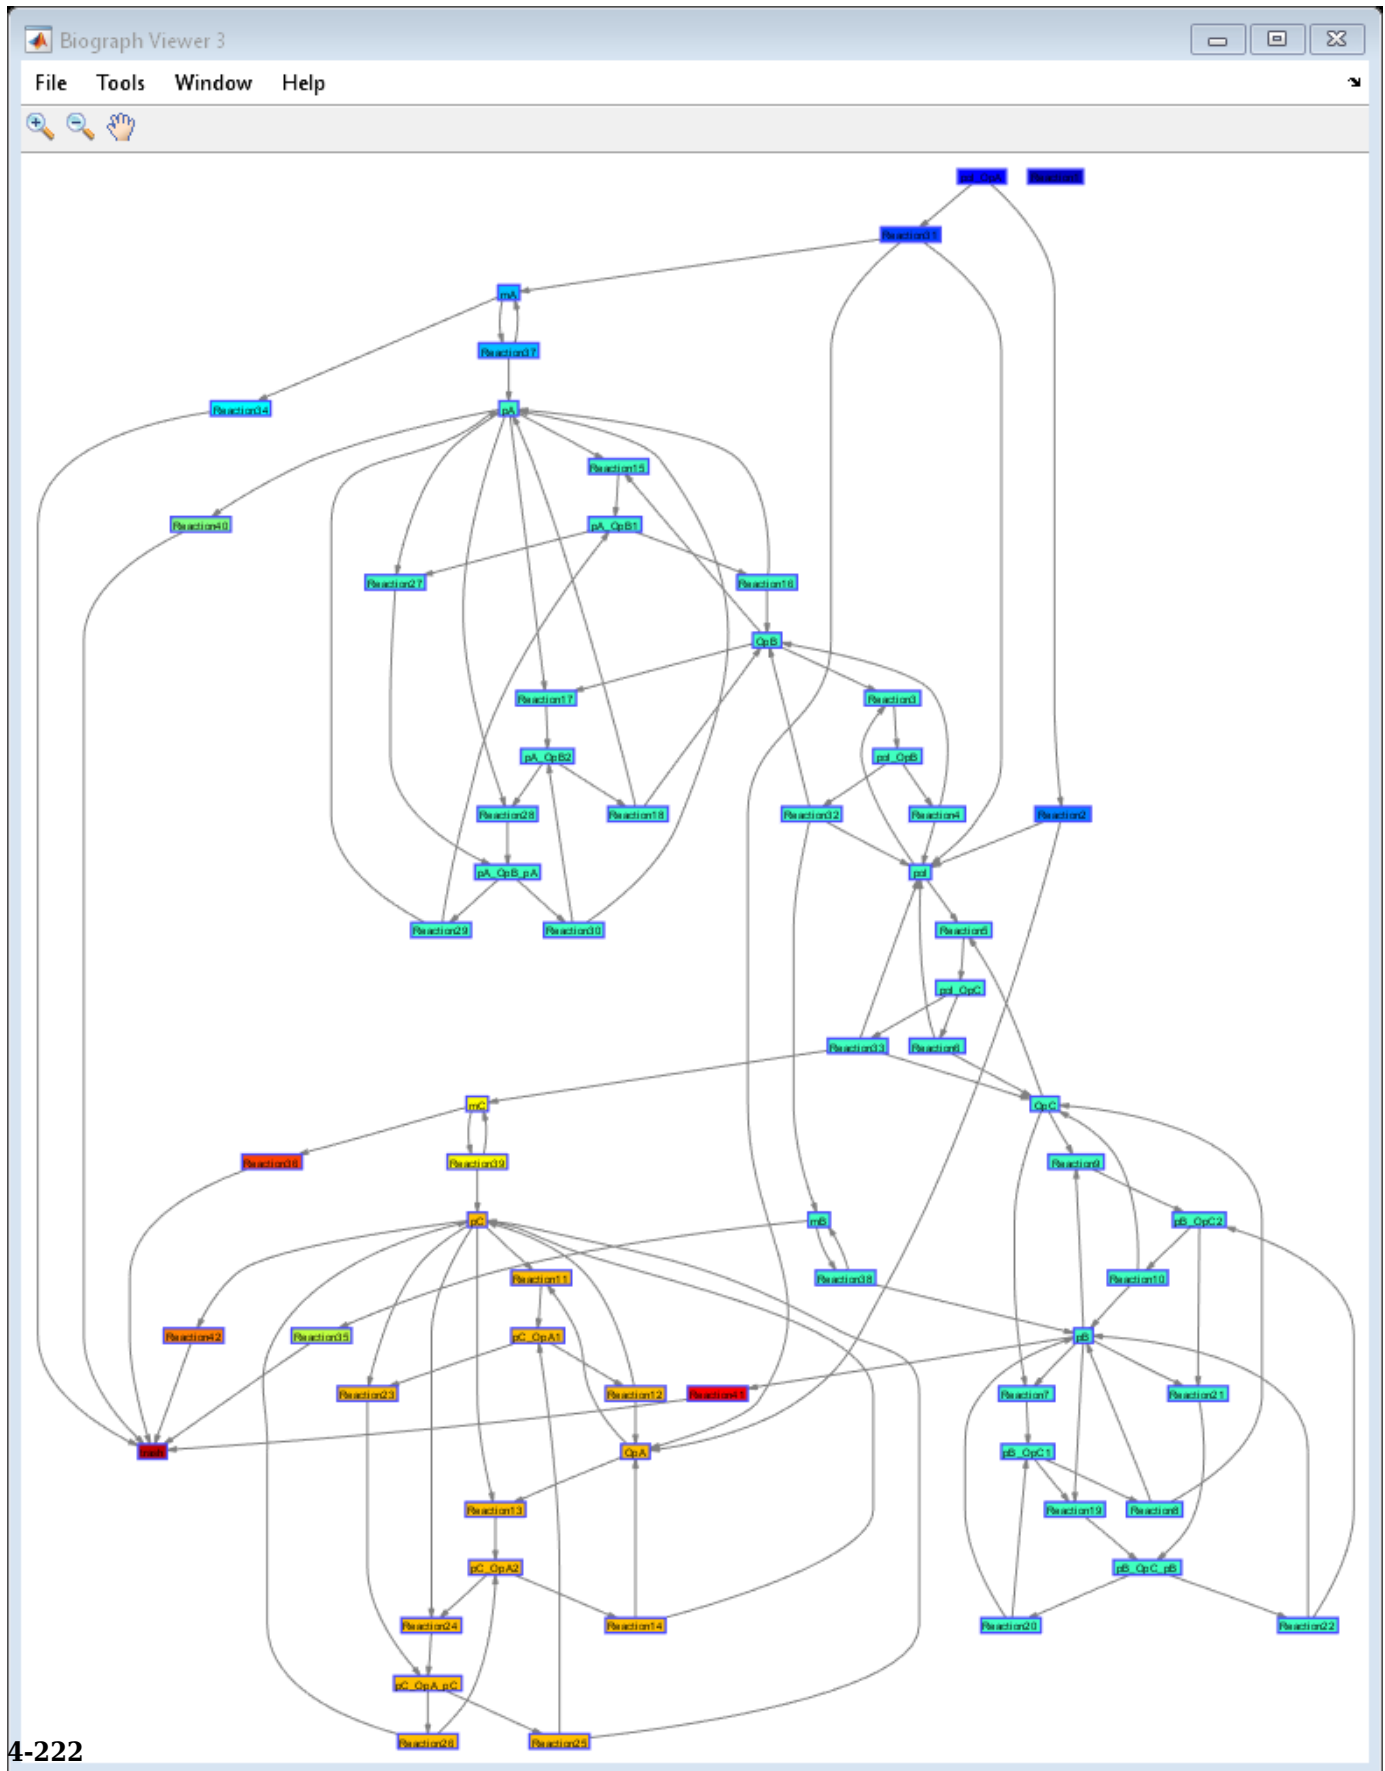 Biograph Viewer 3
File Tools Window Help
pol_OpA
Reaction1
Reaction31
mA
Reaction37
Reaction34
pA
Reaction15
Reaction40
pA_OpB1
Reaction27
Reaction16
OpB
Reaction17
Reaction3
pA_OpB2
pol_OpB
Reaction28
Reaction18
Reaction32
Reaction4
Reaction2
pA_OpB_pA
pol
Reaction29
Reaction30
Reaction5
pol_OpC
Reaction33
Reaction6
mC
OpC
Reaction36
Reaction39
Reaction9
pC
mB
pB_OpC2
Reaction11
Reaction38
Reaction10
Reaction42
Reaction35
pC_OpA1
pB
Reaction23
Reaction12
Reaction41
Reaction7
Reaction21
trash
OpA
pB_OpC1
Reaction13
Reaction19
Reaction8
pC_OpA2
pB_OpC_pB
Reaction24
Reaction14
Reaction20
Reaction22
pC_OpA_pC
Reaction26
Reaction25
4-222